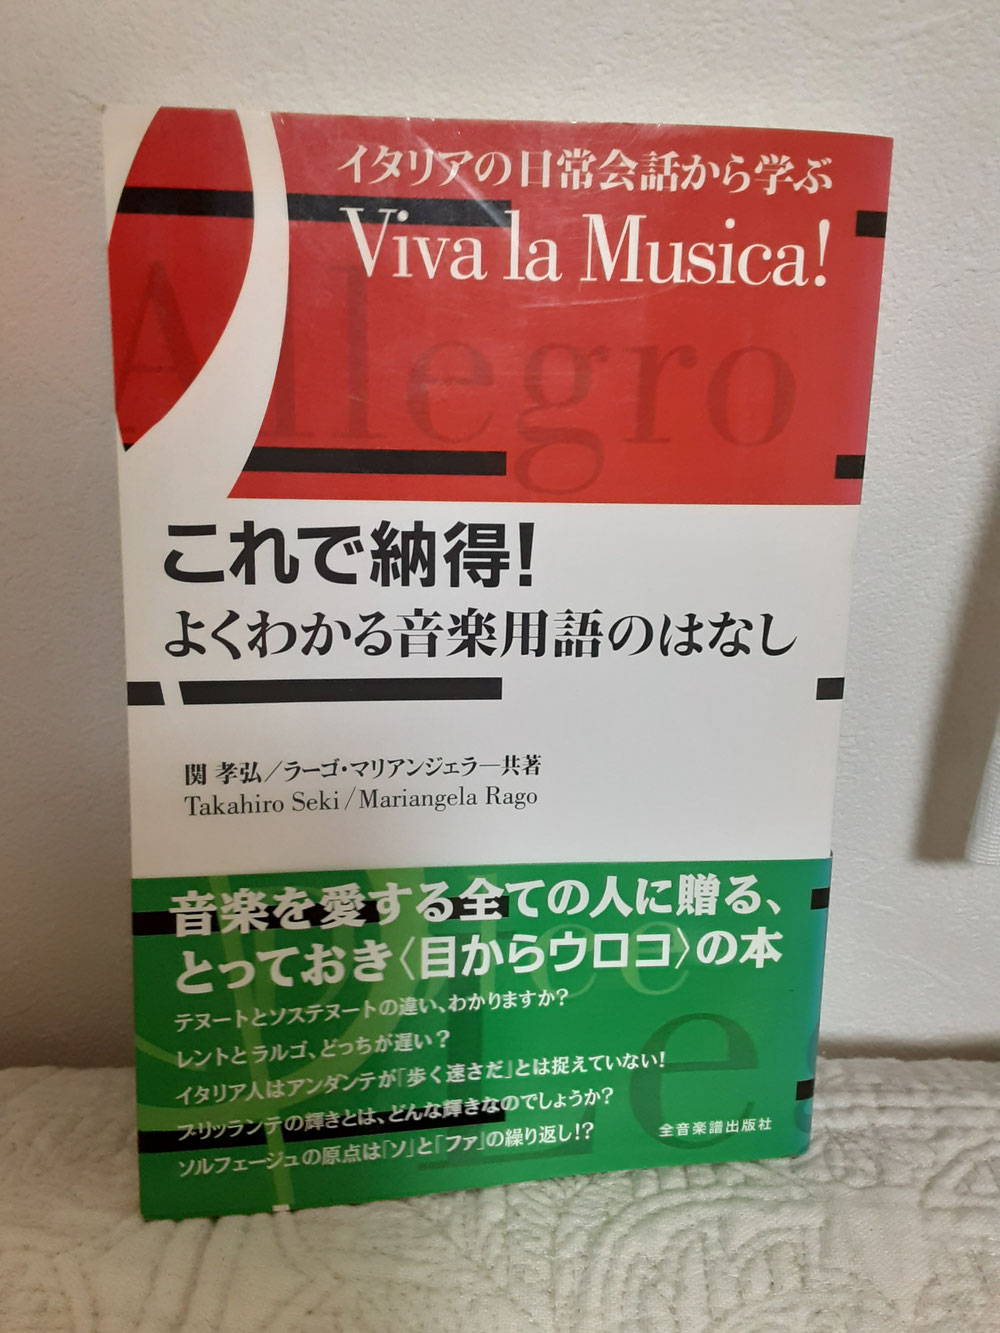 イタリアの日常会話から学ぶ
Viva la Musica!
Allegro
これで納得!
よくわかる音楽用語のはなし
関 孝弘/ラーゴ・マリアンジェラ—共著
Takahiro Seki/Mariangela Rago
音楽を愛する全ての人に贈る、
とっておき〈目からウロコ〉の本
テヌートとソステヌートの違い、わかりますか?
レントとラルゴ、どっちが遅い?
イタリア人はアンダンテが「歩く速さだ」とは捉えていない!
ブリッランテの輝きとは、どんな輝きなのでしょうか?
ソルフェージュの原点は「ソ」と「ファ」の繰り返し!?
全音楽譜出版社